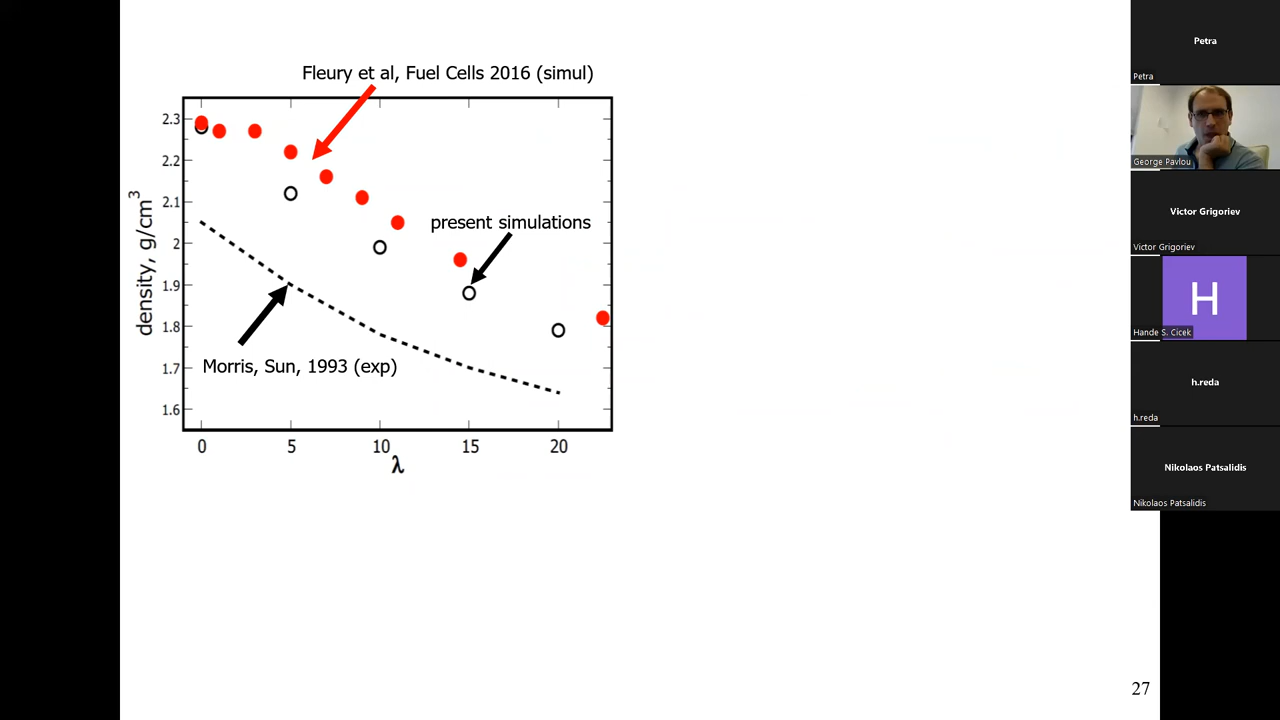 Fleury et al, Fuel Cells 2016 (simul)
2.3
2.2
2.1
2
1.9
1.8
1.7
1.6
density, g/cm³
present simulations
Morris, Sun, 1993 (exp)
0 5 10 15 20
λ
27
Petra
Petra
George Pavlou
Victor Grigoriev
Victor Grigoriev
H
Hande S. Cicek
h.reda
h.reda
Nikolaos Patsalidis
Nikolaos Patsalidis